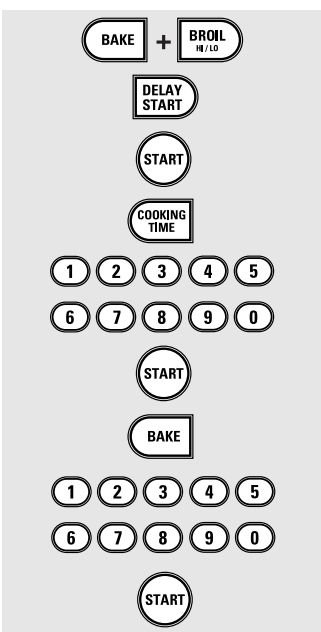 BAKE + BROIL HI / LO
DELAY START
START
COOKING TIME
1 2 3 4 5
6 7 8 9 0
START
BAKE
1 2 3 4 5
6 7 8 9 0
START